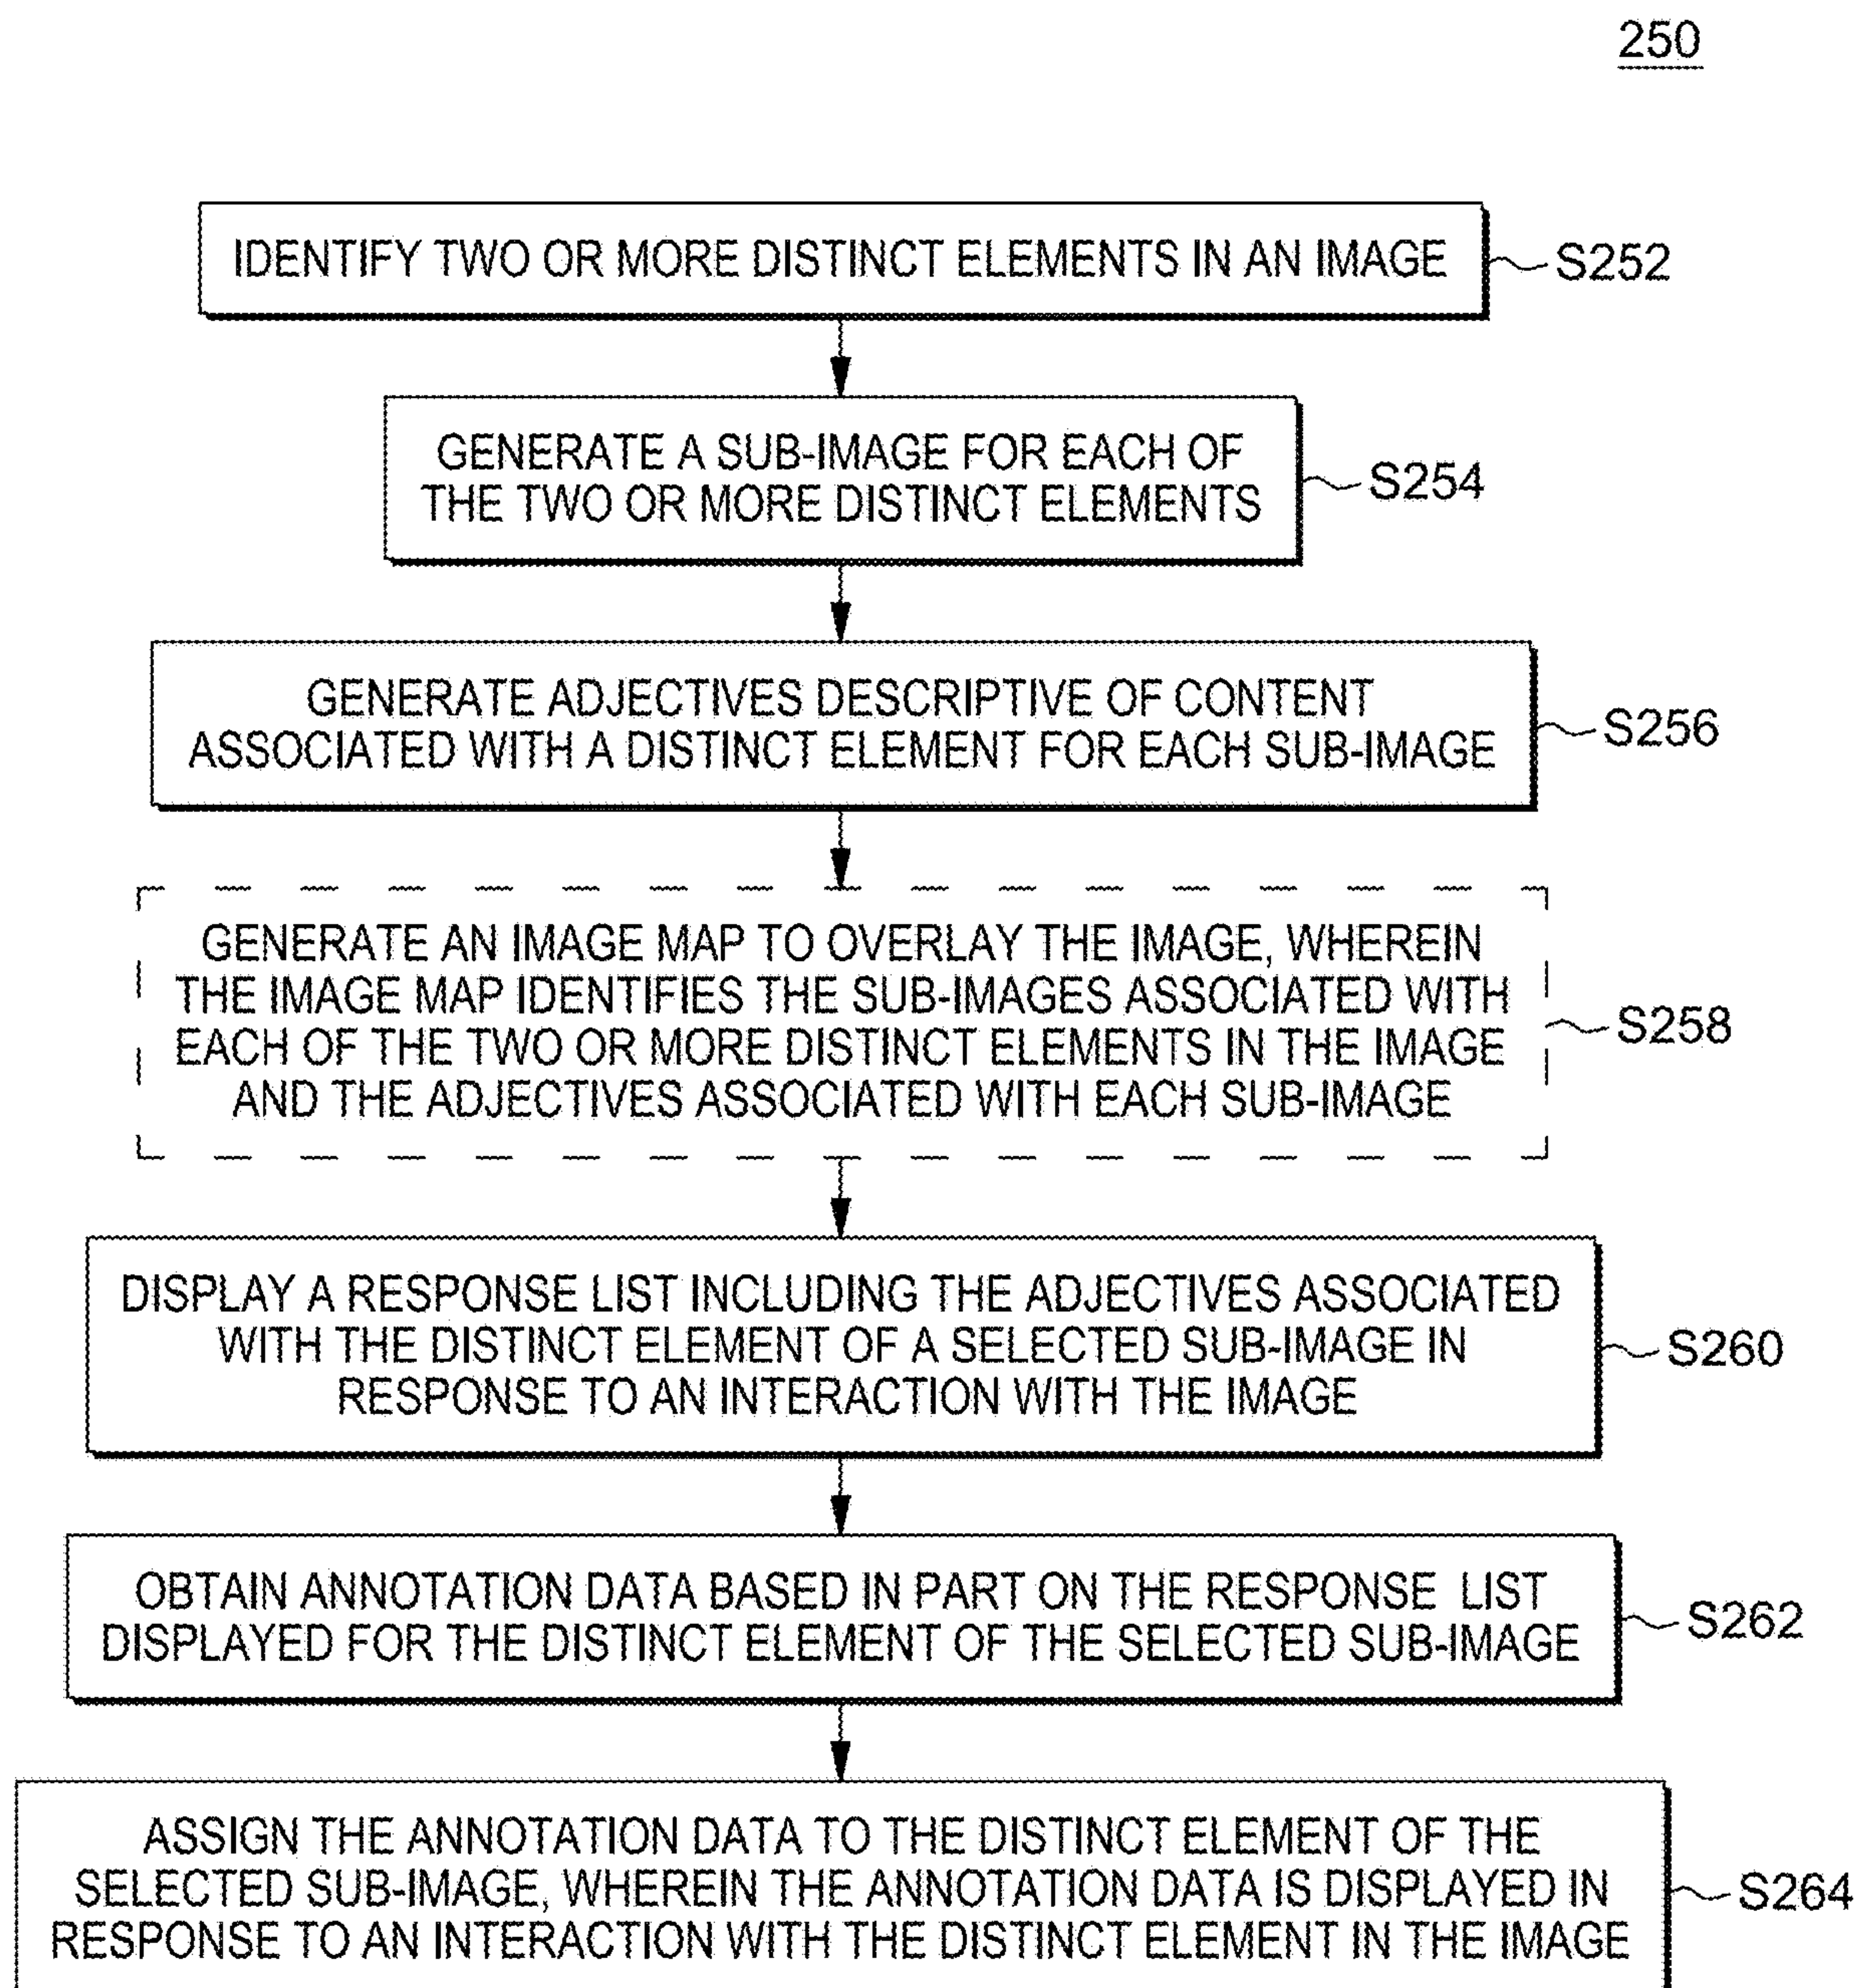 250
IDENTIFY TWO OR MORE DISTINCT ELEMENTS IN AN IMAGE
S252
GENERATE A SUB-IMAGE FOR EACH OF
THE TWO OR MORE DISTINCT ELEMENTS
S254
GENERATE ADJECTIVES DESCRIPTIVE OF CONTENT
ASSOCIATED WITH A DISTINCT ELEMENT FOR EACH SUB-IMAGE
S256
GENERATE AN IMAGE MAP TO OVERLAY THE IMAGE, WHEREIN
THE IMAGE MAP IDENTIFIES THE SUB-IMAGES ASSOCIATED WITH
EACH OF THE TWO OR MORE DISTINCT ELEMENTS IN THE IMAGE
AND THE ADJECTIVES ASSOCIATED WITH EACH SUB-IMAGE
S258
DISPLAY A RESPONSE LIST INCLUDING THE ADJECTIVES ASSOCIATED
WITH THE DISTINCT ELEMENT OF A SELECTED SUB-IMAGE IN
RESPONSE TO AN INTERACTION WITH THE IMAGE
S260
OBTAIN ANNOTATION DATA BASED IN PART ON THE RESPONSE LIST
DISPLAYED FOR THE DISTINCT ELEMENT OF THE SELECTED SUB-IMAGE
S262
ASSIGN THE ANNOTATION DATA TO THE DISTINCT ELEMENT OF THE
SELECTED SUB-IMAGE, WHEREIN THE ANNOTATION DATA IS DISPLAYED IN
RESPONSE TO AN INTERACTION WITH THE DISTINCT ELEMENT IN THE IMAGE
S264